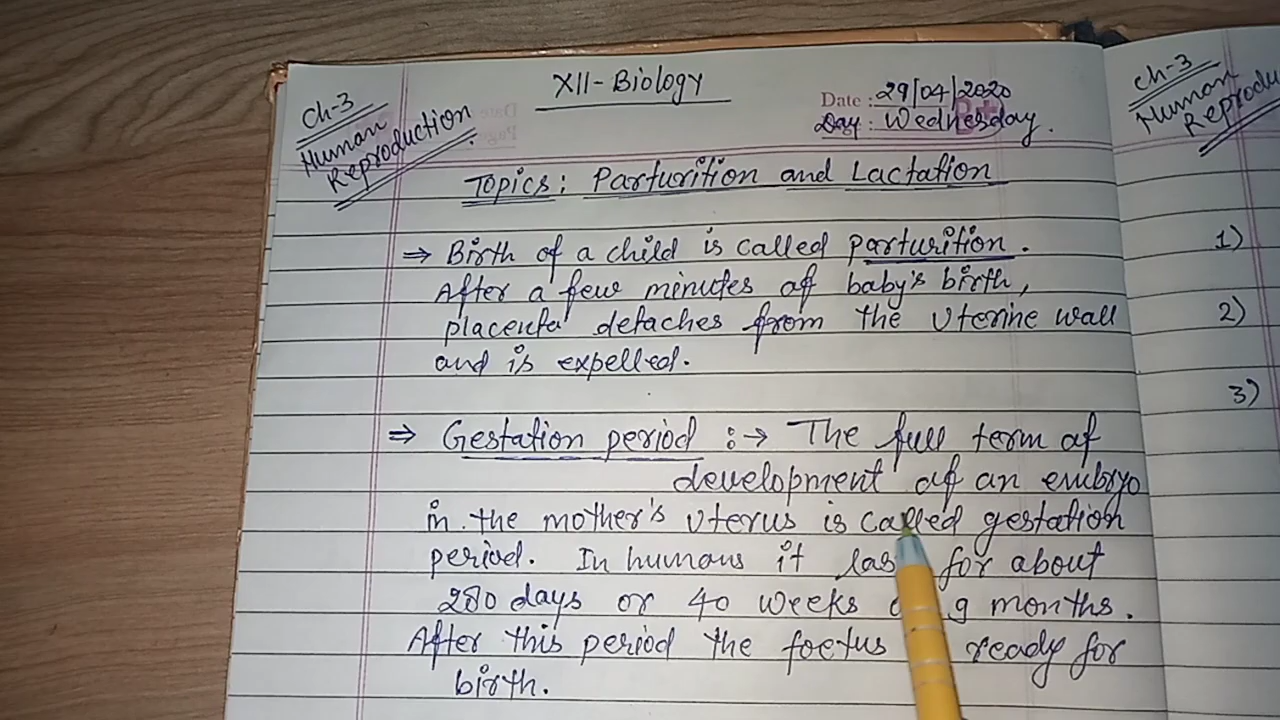 Ch-3
Human
Reproduction
XII-Biology
Date: 29/04/2020
Day: Wednesday.
Topics: Parturition and Lactation
⇒ Birth of a child is called parturition.
After a few minutes of baby's birth,
placenta detaches from the uterine wall
and is expelled.
⇒ Gestation period :→ The full term of
development of an embryo
in the mother's uterus is called gestation
period. In humans it las for about
280 days or 40 weeks 9 months.
After this period the foetus ready for
birth.
Ch-3
Human
Reprodu
1)
2)
3)